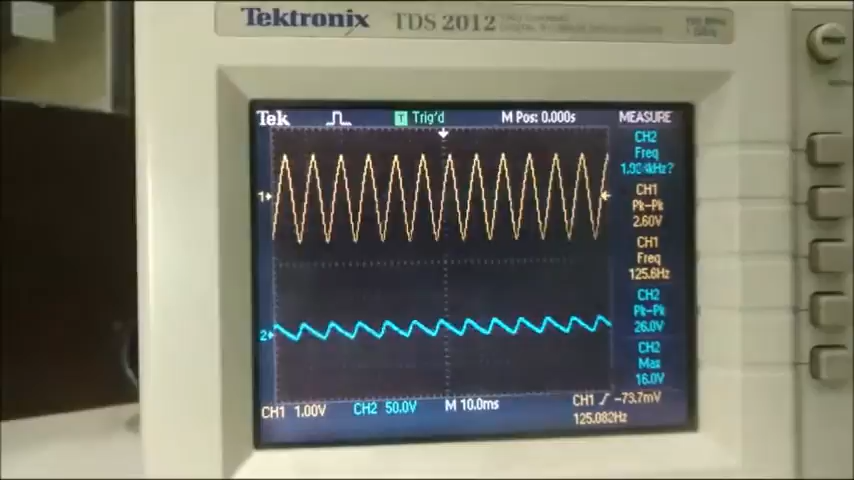 Tektronix TDS 2012
Tek Trig'd M Pos: 0.000s MEASURE
CH2
Freq
CH1
Pk-Pk
2.60V
CH1
Freq
125.6Hz
CH2
Pk-Pk
26.0V
CH2
Max
16.0V
1
2
CH1 1.00V CH2 50.0V M 10.0ms CH1 -73.7mV
125.082Hz